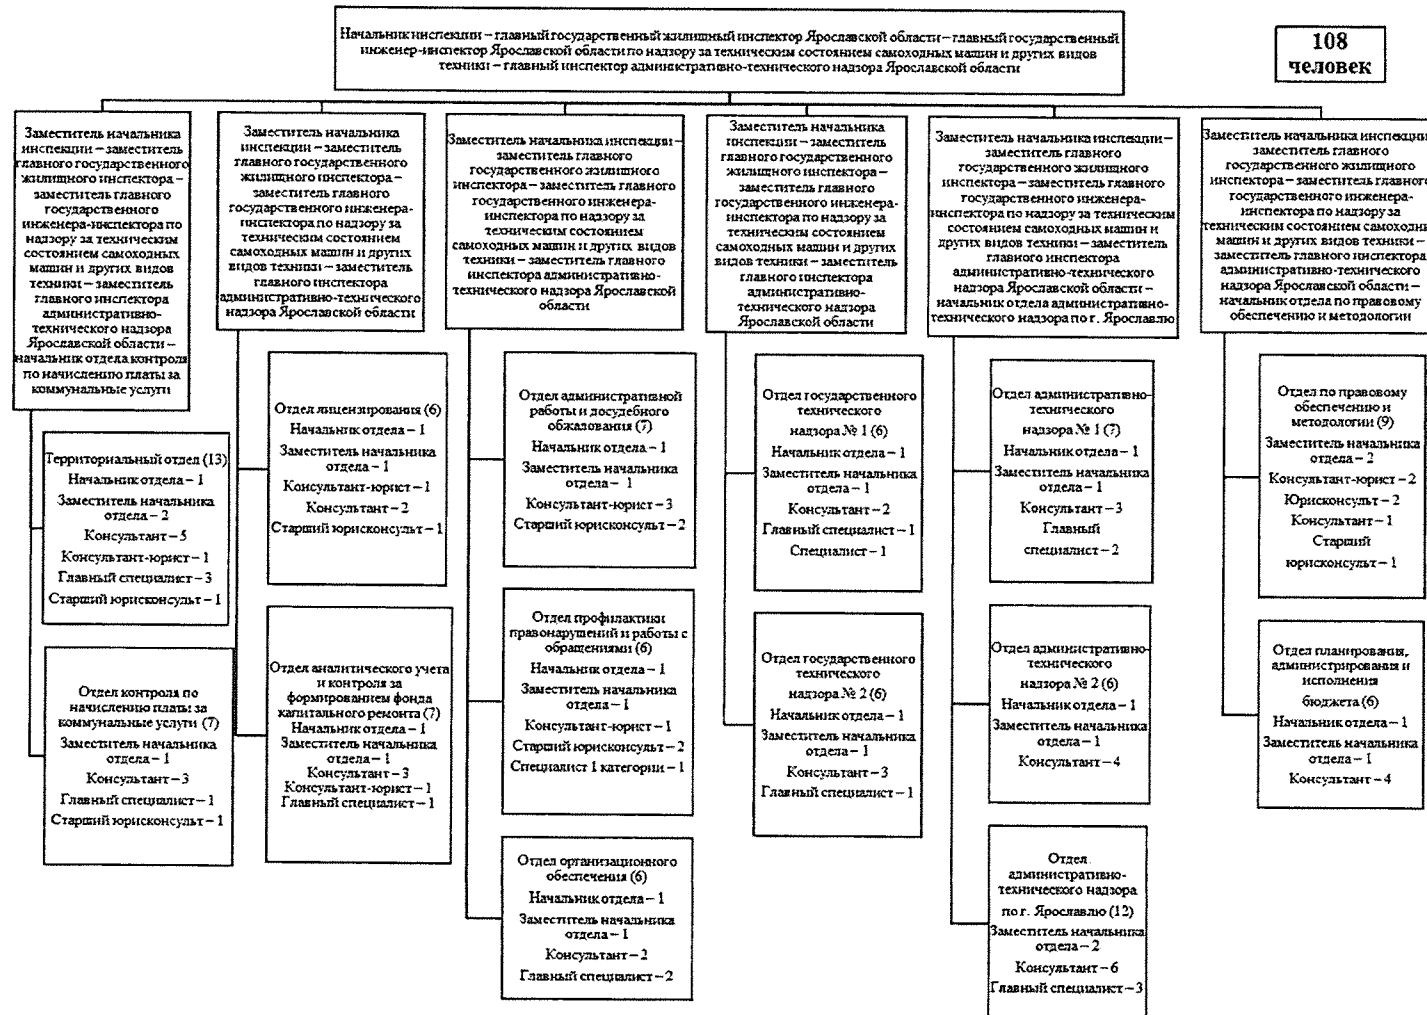 Начальник инспекции – главный государственный жилищный инспектор Ярославской области – главный государственный
инженер-инспектор Ярославской области по надзору за техническим состоянием самоходных машин и других видов
техники – главный инспектор административно-технического надзора Ярославской области
108
человек
Заместитель начальника
инспекции – заместитель
главного государственного
жилищного инспектора –
заместитель главного
государственного
инженера-инспектора по
надзору за техническим
состоянием самоходных
машин и других видов
техники – заместитель
главного инспектора
административно-
технического надзора
Ярославской области –
начальник отдела контроля
по начислению платы за
коммунальные услуги
Территориальный отдел (13)
Начальник отдела – 1
Заместитель начальника
отдела – 2
Консультант – 5
Консультант-юрист – 1
Главный специалист – 3
Старший юрисконсульт – 1
Отдел контроля по
начислению платы за
коммунальные услуги (7)
Заместитель начальника
отдела – 1
Консультант – 3
Главный специалист – 1
Старший юрисконсульт – 1
Заместитель начальника
инспекции – заместитель
главного государственного
жилищного инспектора –
заместитель главного
государственного инженера-
инспектора по надзору за
техническим состоянием
самоходных машин и других
видов техники – заместитель
главного инспектора
административно-технического
надзора Ярославской области
Отдел лицензирования (6)
Начальник отдела – 1
Заместитель начальника
отдела – 1
Консультант-юрист – 1
Консультант – 2
Старший юрисконсульт – 1
Отдел аналитического учета
и контроля за
формированием фонда
капитального ремонта (7)
Начальник отдела – 1
Заместитель начальника
отдела – 1
Консультант – 3
Консультант-юрист – 1
Главный специалист – 1
Заместитель начальника инспекции –
заместитель главного
государственного жилищного
инспектора – заместитель главного
государственного инженера-
инспектора по надзору за
техническим состоянием
самоходных машин и других видов
техники – заместитель главного
инспектора административно-
технического надзора Ярославской
области
Отдел административной
работы и досудебного
обжалования (7)
Начальник отдела – 1
Заместитель начальника
отдела – 1
Консультант-юрист – 3
Старший юрисконсульт – 2
Отдел профилактики
правонарушений и работы с
обращениями (6)
Начальник отдела – 1
Заместитель начальника
отдела – 1
Консультант-юрист – 1
Старший юрисконсульт – 2
Специалист 1 категории – 1
Отдел организационного
обеспечения (6)
Начальник отдела – 1
Заместитель начальника
отдела – 1
Консультант – 2
Главный специалист – 2
Заместитель начальника
инспекции – заместитель
главного государственного
жилищного инспектора –
заместитель главного
государственного инженера-
инспектора по надзору за
техническим состоянием
самоходных машин и других
видов техники – заместитель
главного инспектора
административно-
технического надзора
Ярославской области
Отдел государственного
технического
надзора № 1 (6)
Начальник отдела – 1
Заместитель начальника
отдела – 1
Консультант – 2
Главный специалист – 1
Специалист – 1
Отдел государственного
технического
надзора № 2 (6)
Начальник отдела – 1
Заместитель начальника
отдела – 1
Консультант – 3
Главный специалист – 1
Заместитель начальника инспекции –
заместитель главного
государственного жилищного
инспектора – заместитель главного
государственного инженера-
инспектора по надзору за техническим
состоянием самоходных машин и
других видов техники – заместитель
главного инспектора
административно-технического
надзора Ярославской области –
начальник отдела административно-
технического надзора по г. Ярославлю
Отдел административно-
технического
надзора № 1 (7)
Начальник отдела – 1
Заместитель начальника
отдела – 1
Консультант – 3
Главный
специалист – 2
Отдел административно-
технического
надзора № 2 (6)
Начальник отдела – 1
Заместитель начальника
отдела – 1
Консультант – 4
Отдел
административно-
технического надзора
по г. Ярославлю (12)
Заместитель начальника
отдела – 2
Консультант – 6
Главный специалист – 3
Заместитель начальника инспекции
заместитель главного
государственного жилищного
инспектора – заместитель главного
государственного инженера-
инспектора по надзору за
техническим состоянием самоходных
машин и других видов техники –
заместитель главного инспектора
административно-технического
надзора Ярославской области –
начальник отдела по правовому
обеспечению и методологии
Отдел по правовому
обеспечению и
методологии (9)
Заместитель начальника
отдела – 2
Консультант-юрист – 2
Юрисконсульт – 2
Консультант – 1
Старший
юрисконсульт – 1
Отдел планирования,
администрирования и
исполнения
бюджета (6)
Начальник отдела – 1
Заместитель начальника
отдела – 1
Консультант – 4